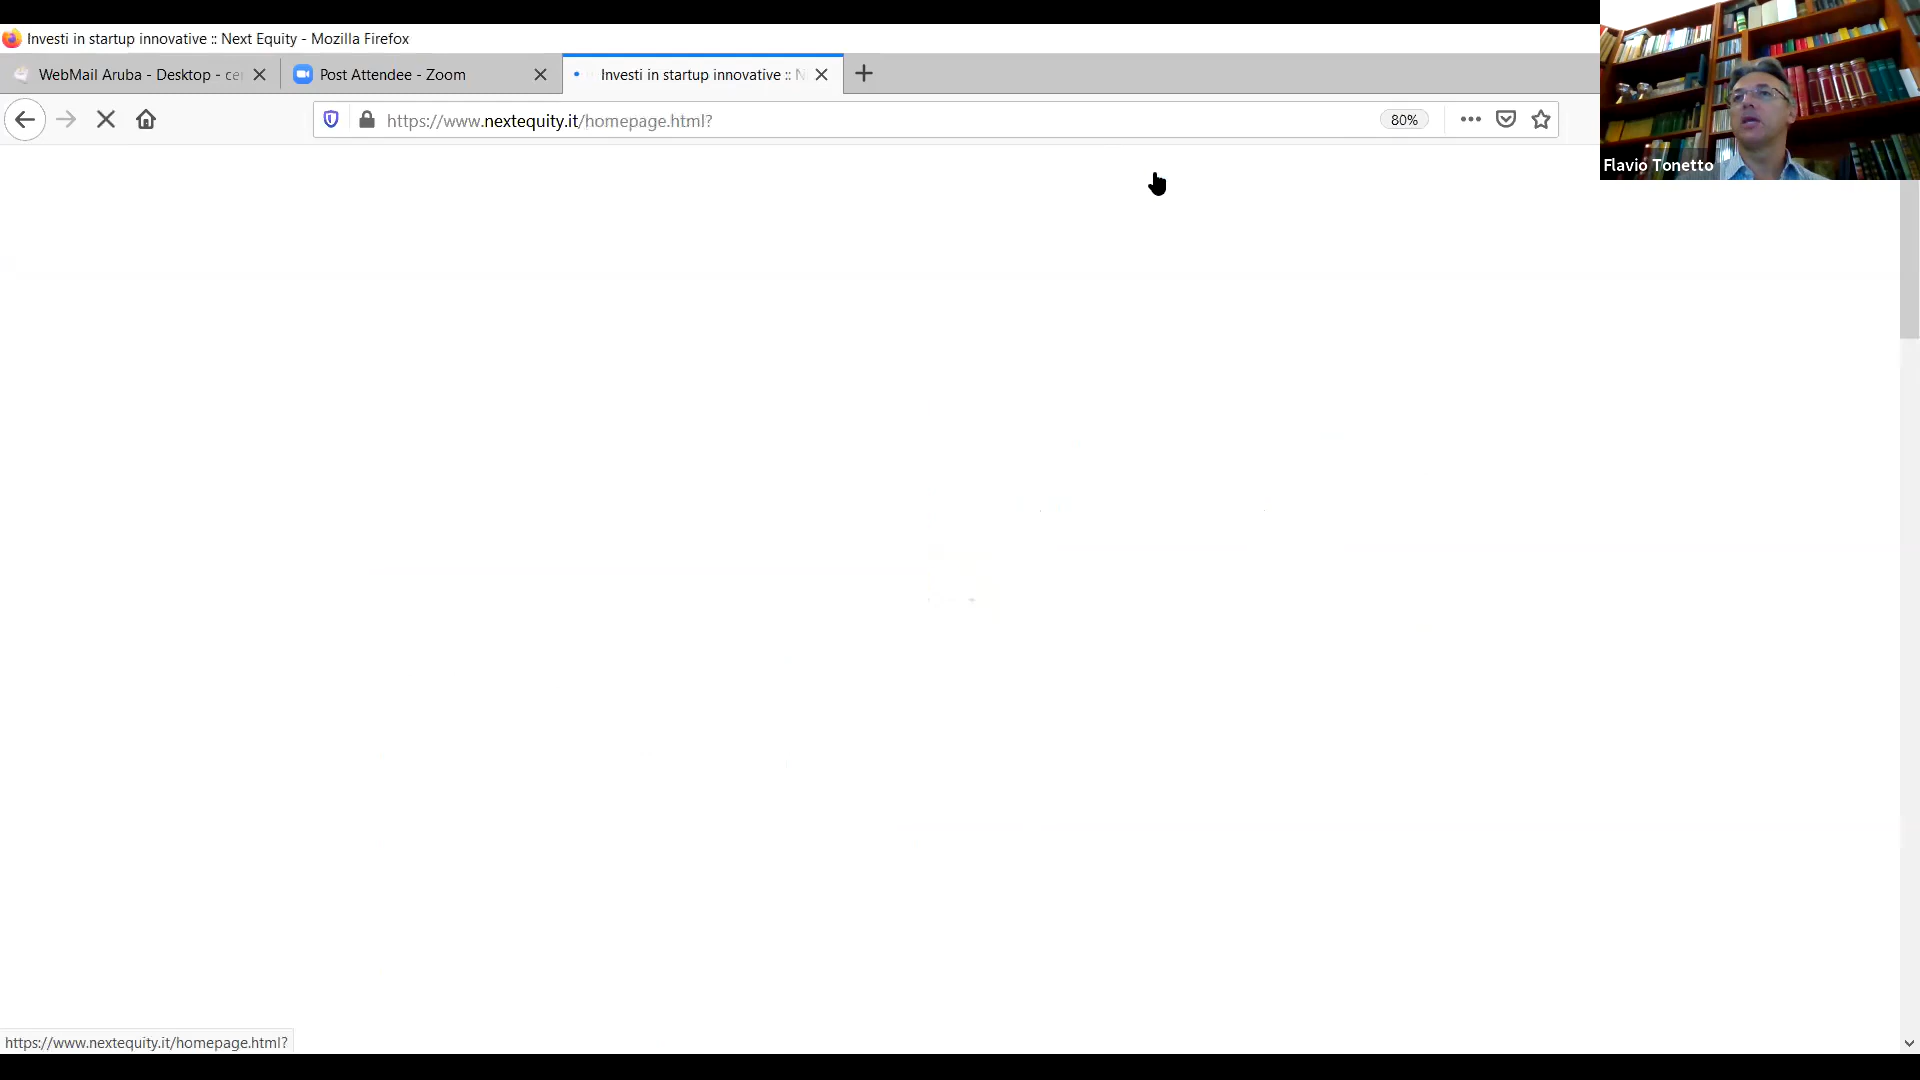 Investi in startup innovative :: Next Equity - Mozilla Firefox
WebMail Aruba - Desktop - ce
Post Attendee - Zoom
Investi in startup innovative :: N
https://www.nextequity.it/homepage.html?
80%
Flavio Tonetto
https://www.nextequity.it/homepage.html?